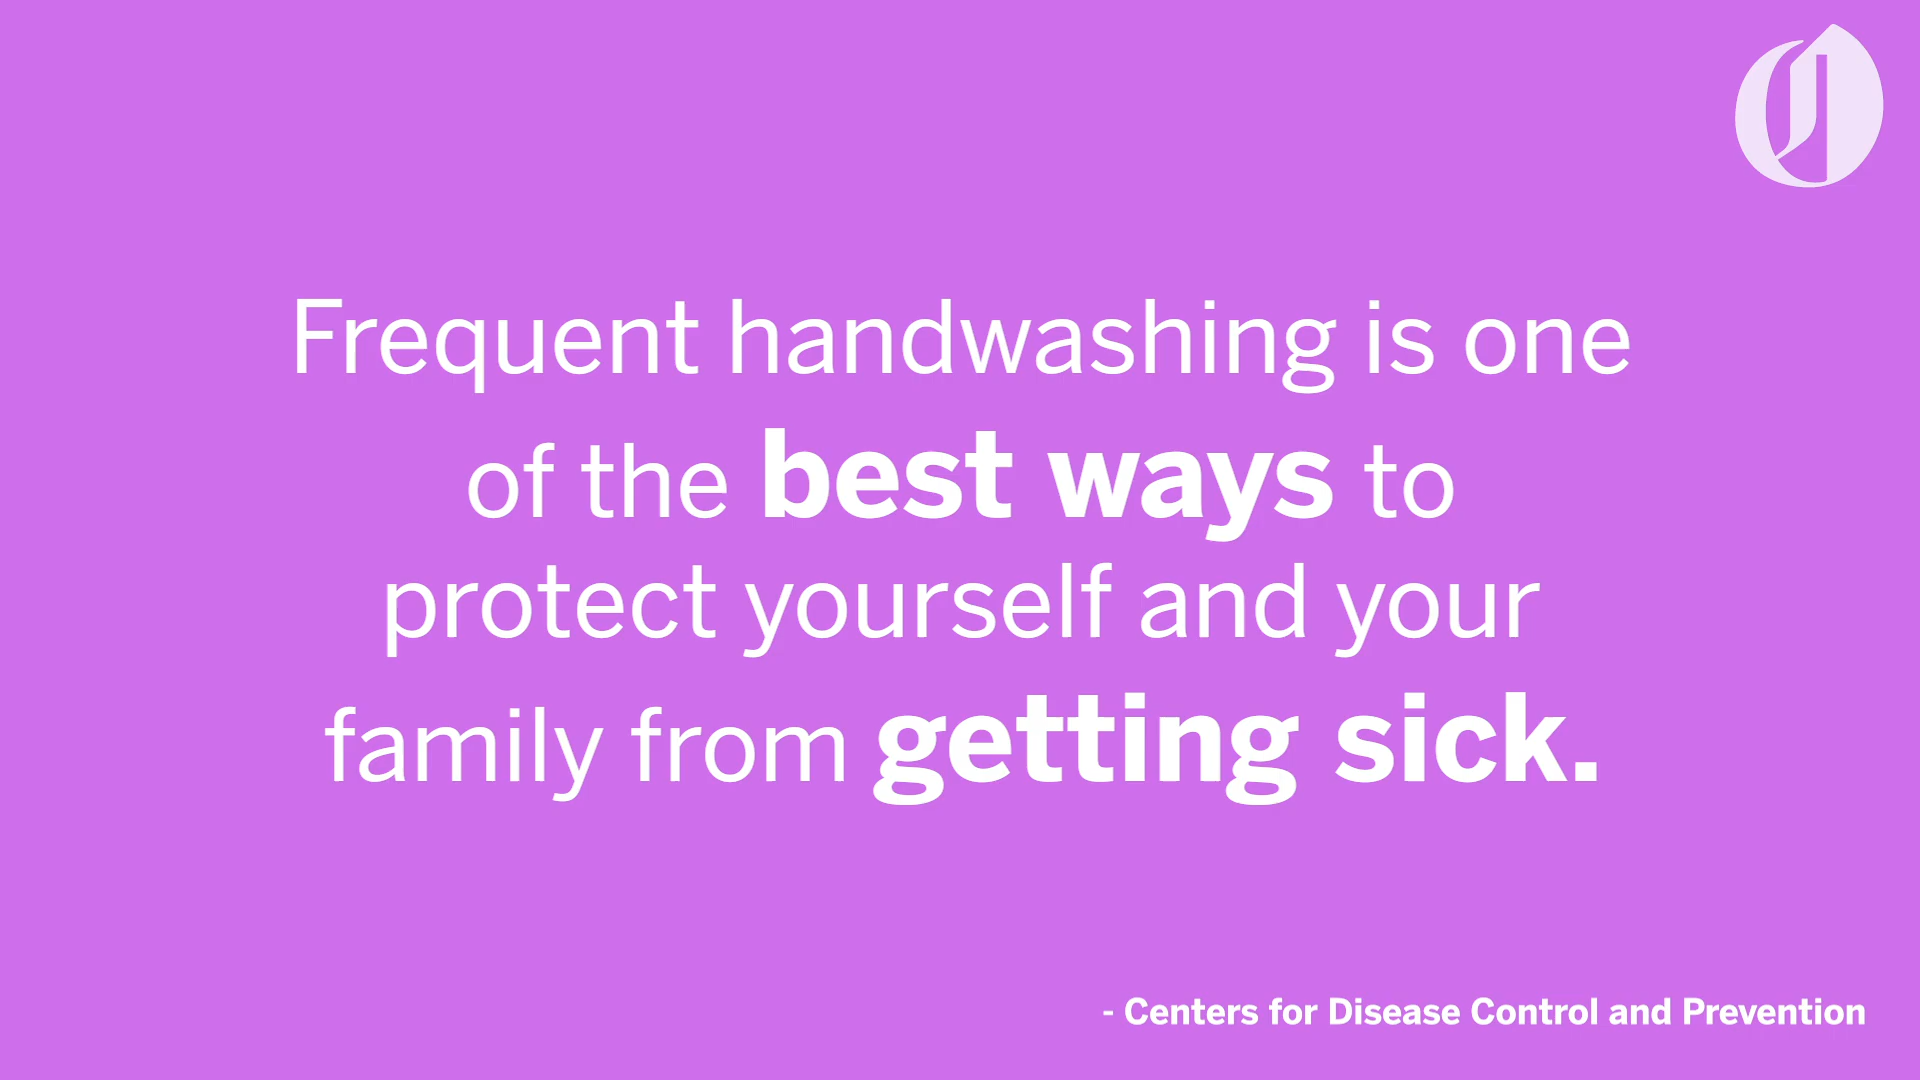 Frequent handwashing is one
of the best ways to
protect yourself and your
family from getting sick.
- Centers for Disease Control and Prevention